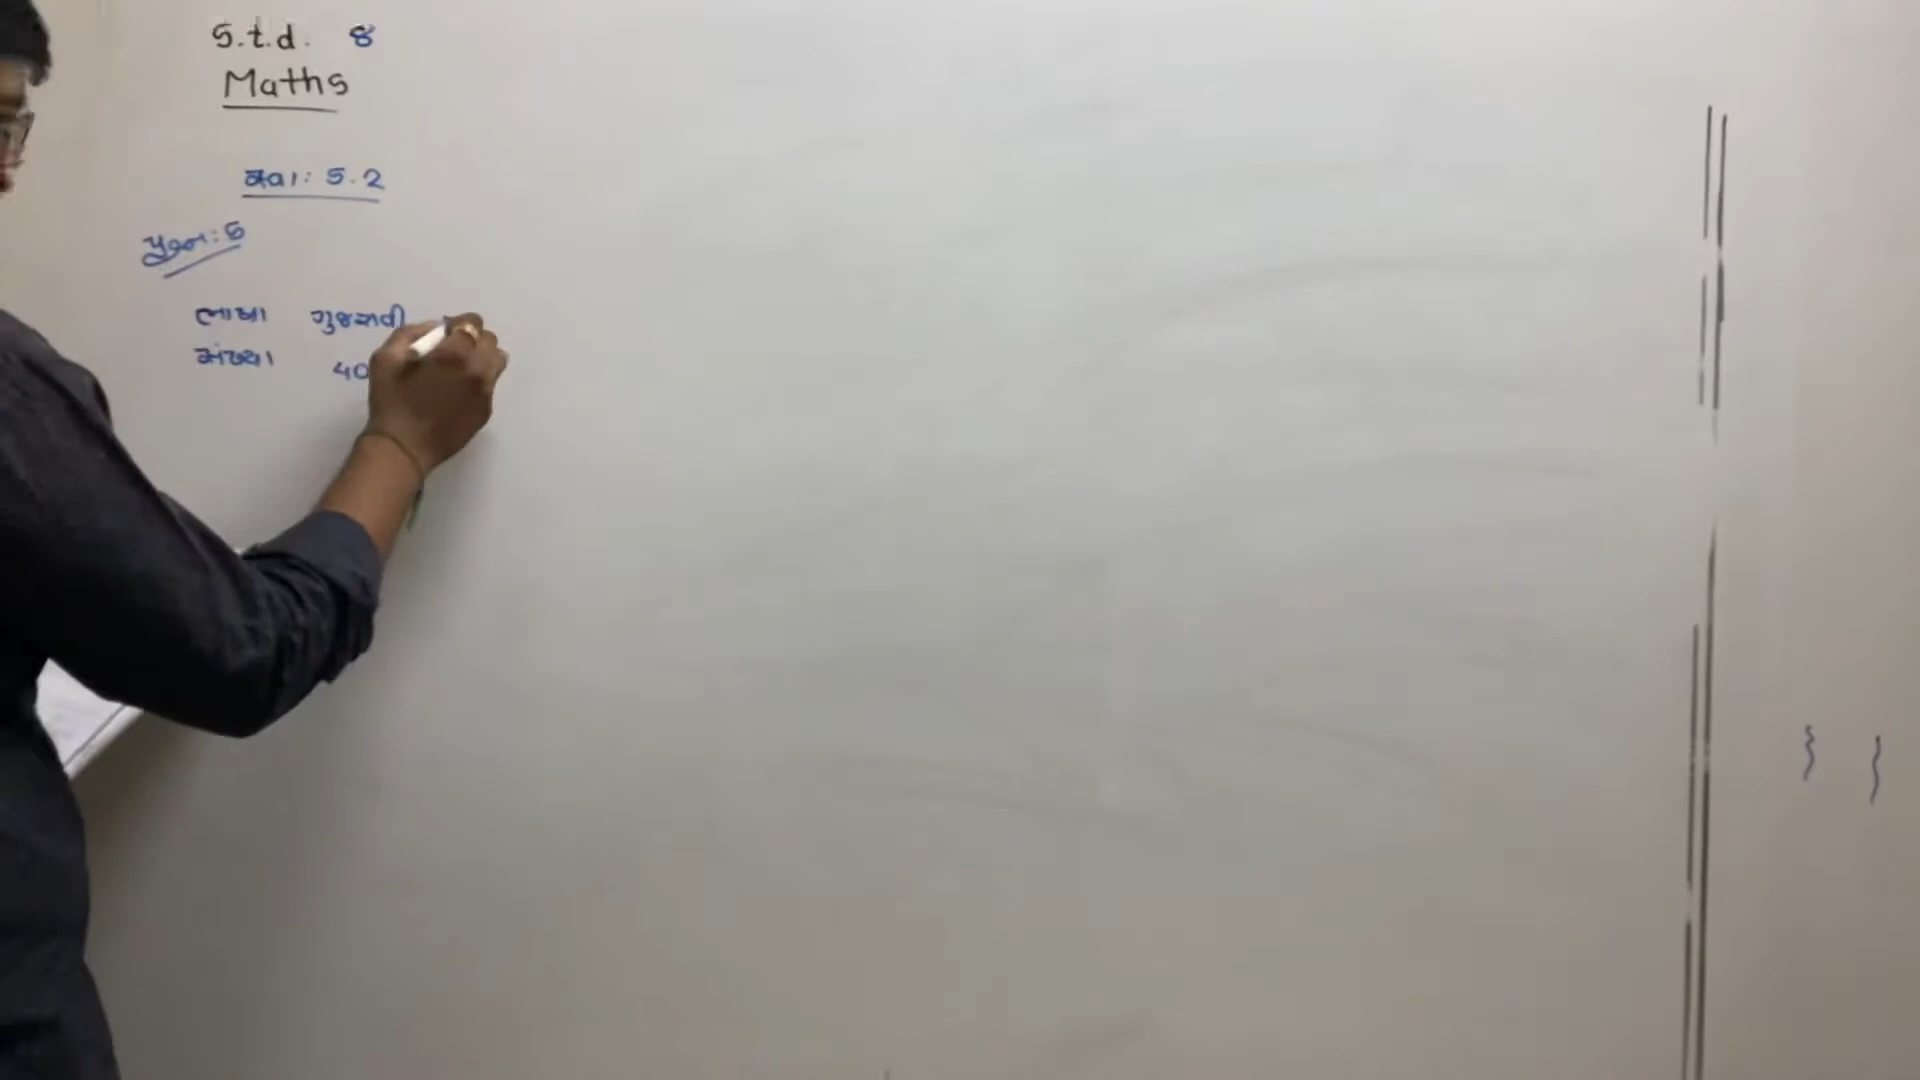 S.t.d. 8
Maths
સ્વા: 5.2
પ્રશ્ન: 5
ભાષા ગુજરાતી
સંખ્યા 40